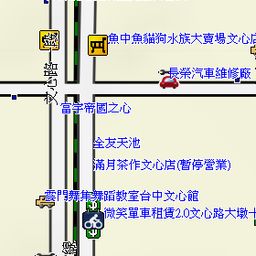 魚中魚貓狗水族大賣場文心店
長榮汽車維修廠
文心路
富宇帝國之心
全友天池
滿月茶作文心店(暫停營業)
雲門舞集舞蹈教室台中文心館
微笑單車租賃2.0文心路大墩十
線